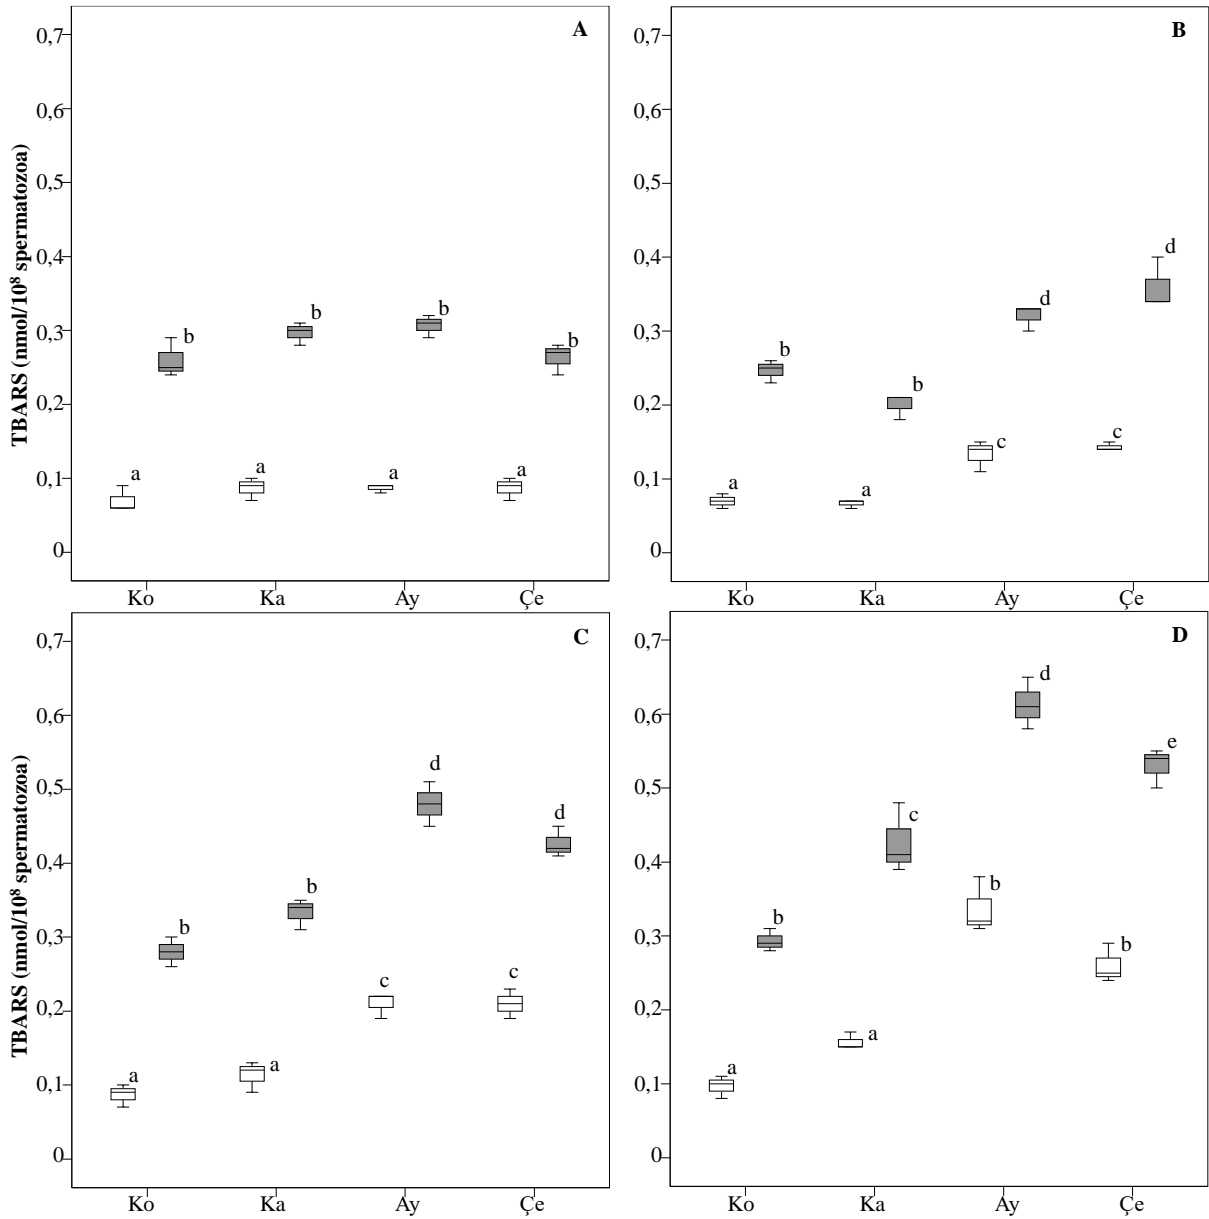 A
TBARS (nmol/10⁸ spermatozoa)
0,7
0,6
0,5
0,4
0,3
0,2
0,1
0
b
b
b
b
a
a
a
a
Ko
Ka
Ay
Çe
B
0,7
0,6
0,5
0,4
0,3
0,2
0,1
0
b
b
d
d
a
a
c
c
Ko
Ka
Ay
Çe
C
TBARS (nmol/10⁸ spermatozoa)
0,7
0,6
0,5
0,4
0,3
0,2
0,1
0
b
b
d
d
a
a
c
c
Ko
Ka
Ay
Çe
D
0,7
0,6
0,5
0,4
0,3
0,2
0,1
0
b
c
d
e
a
a
b
b
Ko
Ka
Ay
Çe